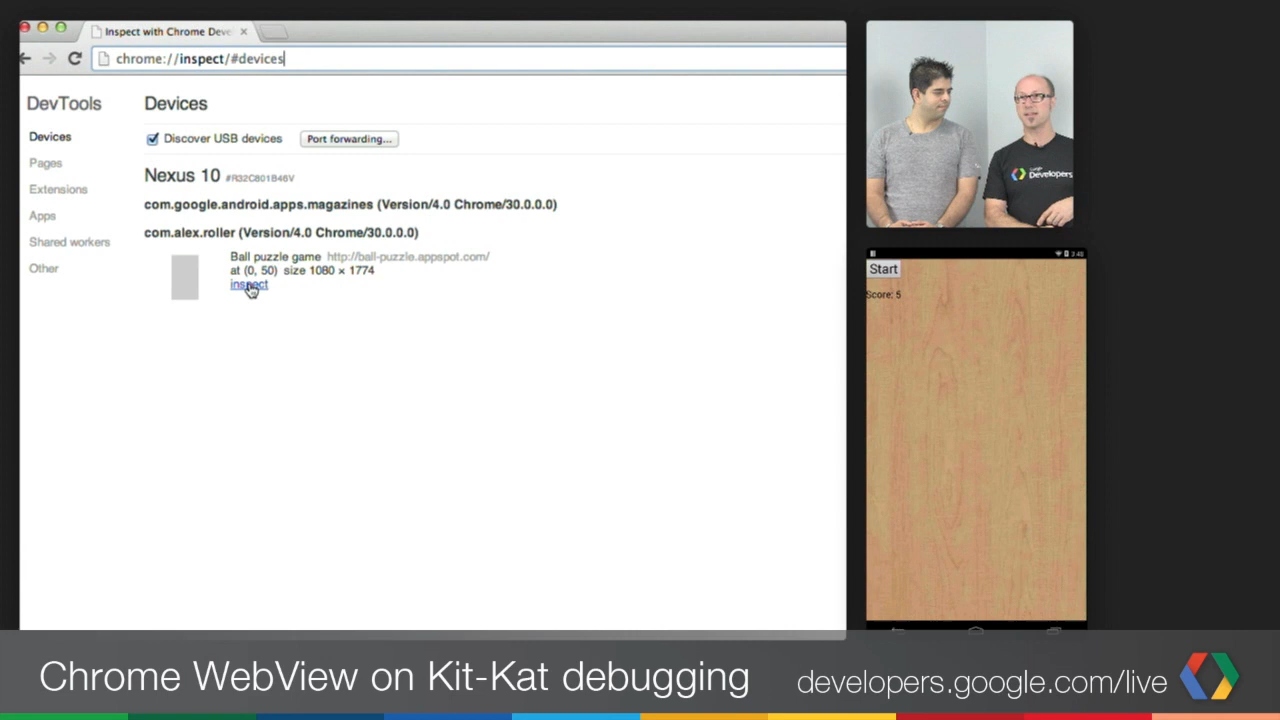 Inspect with Chrome Deve
chrome://inspect/#devices
DevTools
Devices
Pages
Extensions
Apps
Shared workers
Other
Devices
Discover USB devices
Port forwarding...
Nexus 10 #R32C801B46V
com.google.android.apps.magazines (Version/4.0 Chrome/30.0.0.0)
com.alex.roller (Version/4.0 Chrome/30.0.0.0)
Ball puzzle game http://ball-puzzle.appspot.com/
at (0, 50) size 1080 × 1774
inspect
Google
Developers
3:48
Start
Score: 5
Chrome WebView on Kit-Kat debugging
developers.google.com/live